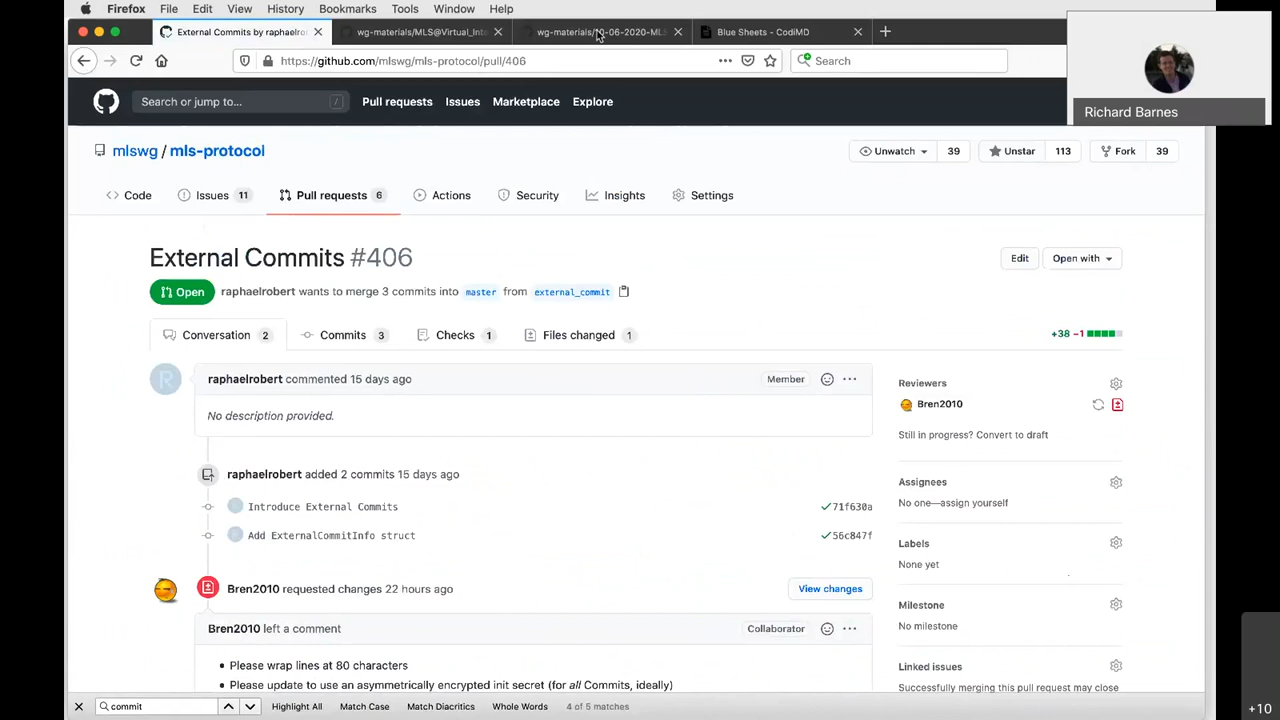 Firefox File Edit View History Bookmarks Tools Window Help
External Commits by raphaelro wg-materials/MLS@Virtual_Inte wg-materials/10-06-2020-MLS Blue Sheets - CodiMD
https://github.com/mlswg/mls-protocol/pull/406 Search
Search or jump to... / Pull requests Issues Marketplace Explore
Richard Barnes
mlswg / mls-protocol Unwatch 39 Unstar 113 Fork 39
Code Issues 11 Pull requests 6 Actions Security Insights Settings
External Commits #406 Edit Open with
Open raphaelrobert wants to merge 3 commits into master from external_commit
Conversation 2 Commits 3 Checks 1 Files changed 1 +38 −1
R raphaelrobert commented 15 days ago Member
No description provided.
Reviewers
Bren2010
Still in progress? Convert to draft
raphaelrobert added 2 commits 15 days ago
Introduce External Commits 71f630a
Add ExternalCommitInfo struct 56c847f
Assignees
No one—assign yourself
Labels
None yet
Bren2010 requested changes 22 hours ago View changes
Bren2010 left a comment Collaborator
• Please wrap lines at 80 characters
• Please update to use an asymmetrically encrypted init secret (for all Commits, ideally)
Milestone
No milestone
Linked issues
Successfully merging this pull request may close
commit Highlight All Match Case Match Diacritics Whole Words 4 of 5 matches
+10